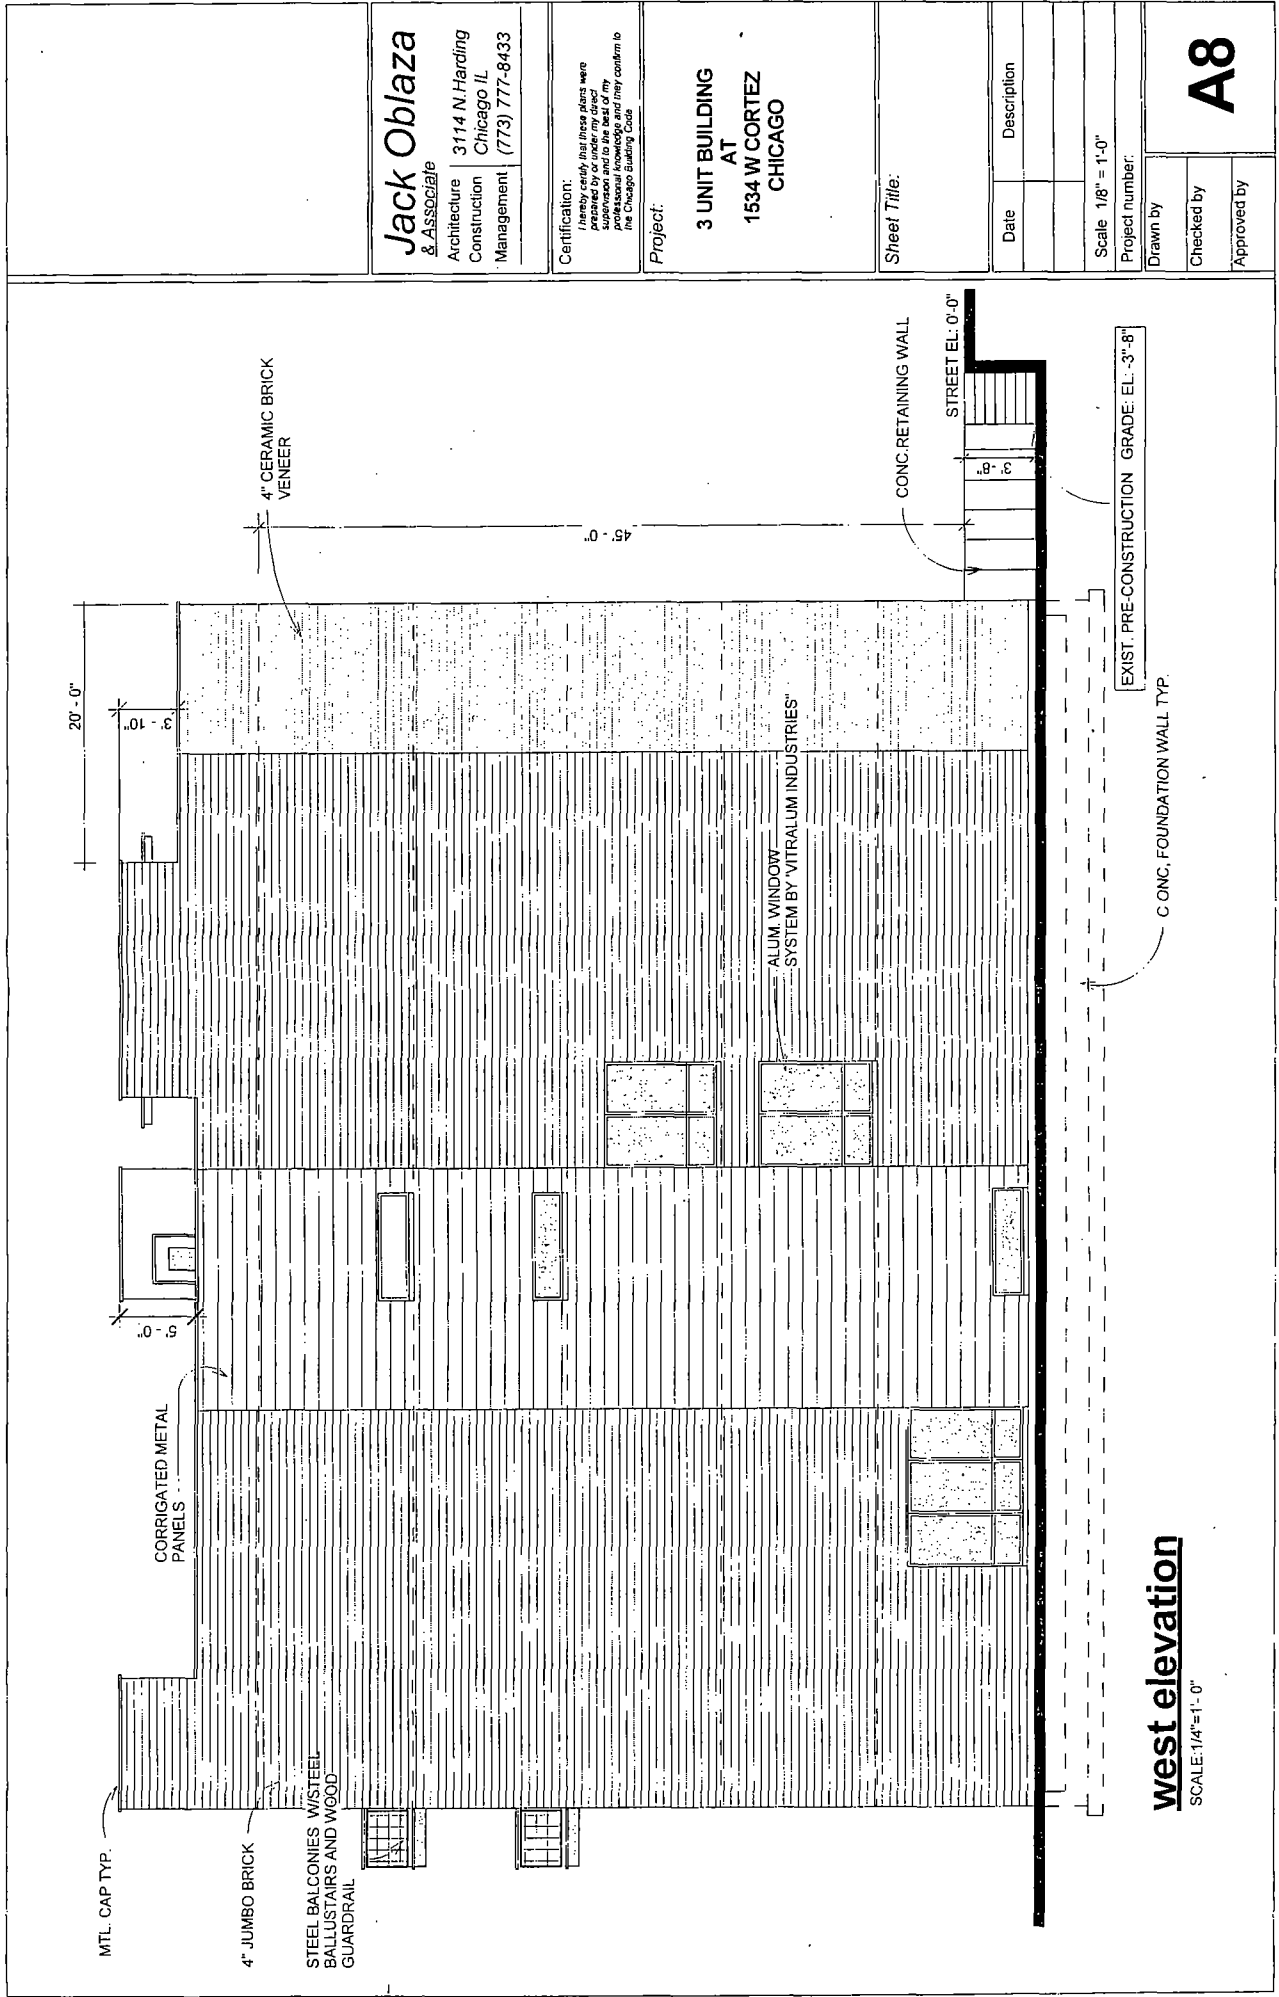 MTL. CAP TYP.
4" JUMBO BRICK
STEEL BALCONIES W/STEEL
BALLUSTAIRS AND WOOD
GUARDRAIL
CORRIGATED METAL
PANELS
5' - 0"
20' - 0"
3' - 10"
4" CERAMIC BRICK
VENEER
45' - 0"
ALUM. WINDOW
SYSTEM BY "VITRALUM INDUSTRIES"
CONC.RETAINING WALL
STREET EL: 0'-0"
3' - 8"
EXIST. PRE-CONSTRUCTION GRADE: EL: -3"-8"
C ONC. FOUNDATION WALL TYP.
west elevation
SCALE:1/4"=1'- 0"
Jack Oblaza
& Associate
Architecture
Construction
Management
3114 N.Harding
Chicago IL
(773) 777-8433
Certification:
I hereby certify that these plans were
prepared by or under my direct
supervision and to the best of my
professional knowledge and they confirm to
the Chicago Building Code
Project:
3 UNIT BUILDING
AT
1534 W CORTEZ
CHICAGO
Sheet Title:
Date Description
Scale 1/8" = 1'-0"
Project number:
Drawn by
Checked by
Approved by
A8